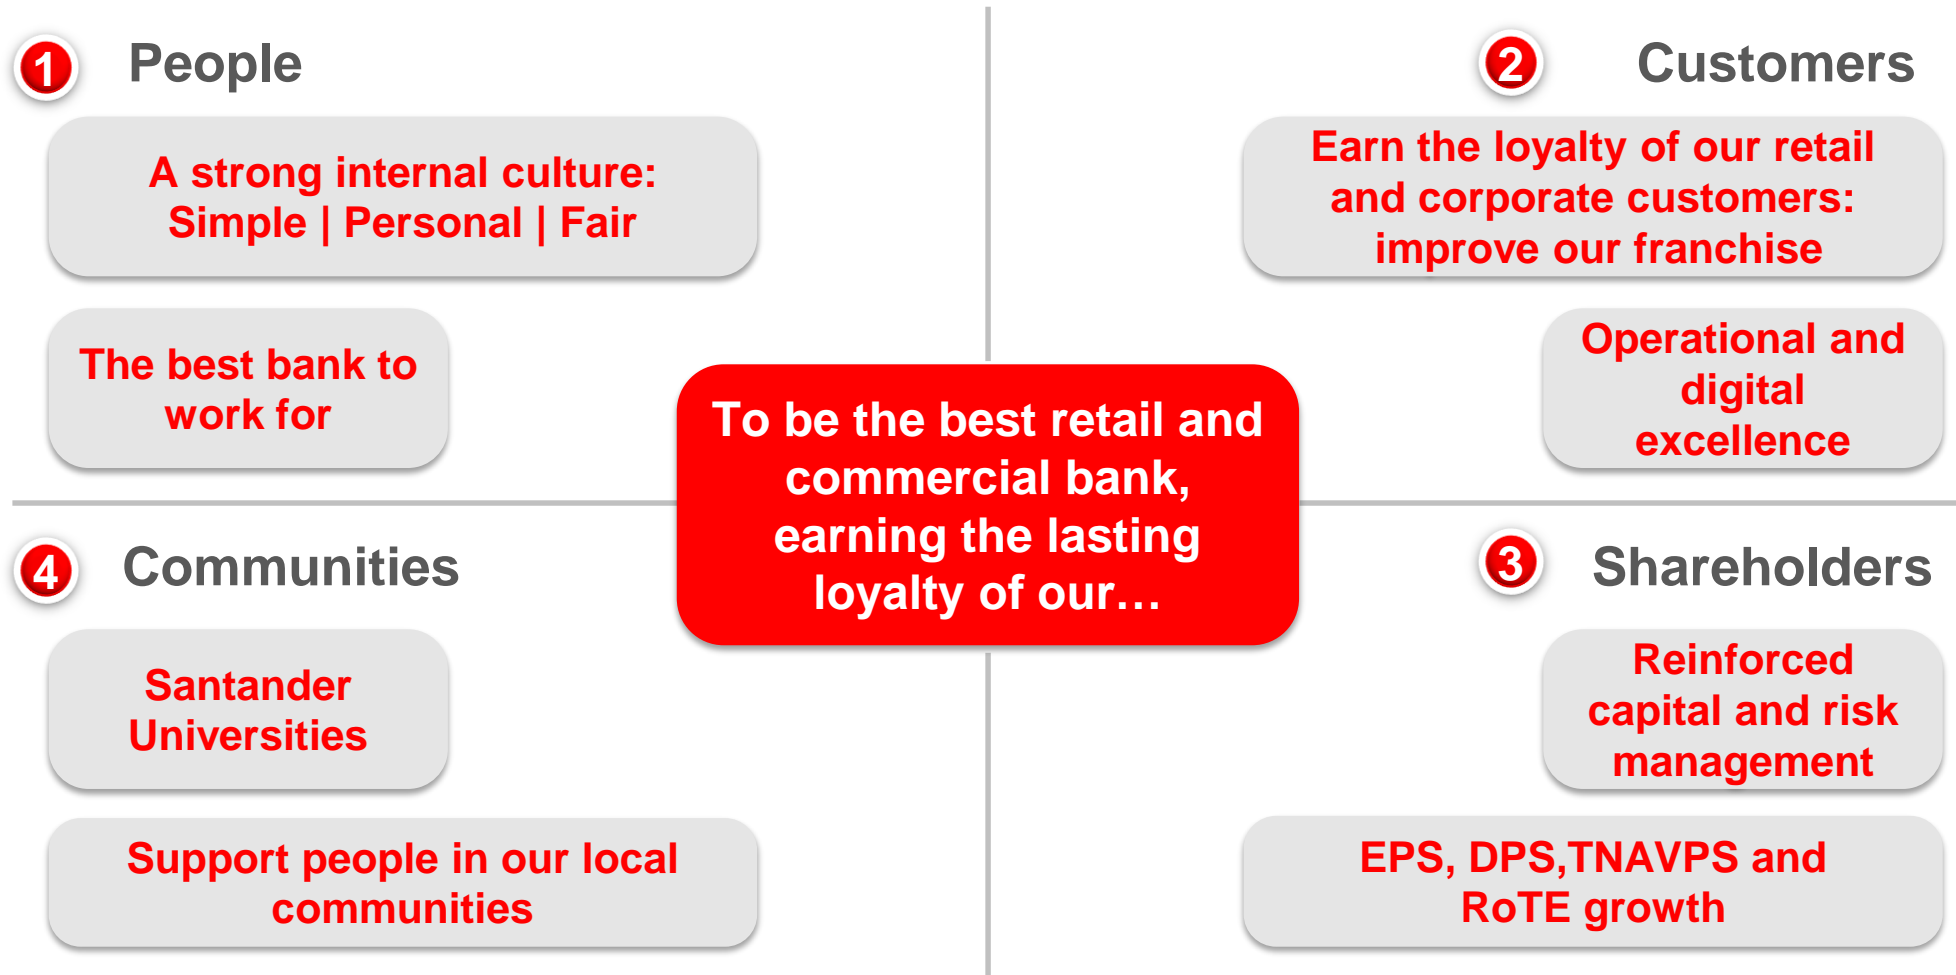 1
People
A strong internal culture:
Simple | Personal | Fair
The best bank to
work for
2
Customers
Earn the loyalty of our retail
and corporate customers:
improve our franchise
Operational and
digital
excellence
To be the best retail and
commercial bank,
earning the lasting
loyalty of our…
4
Communities
Santander
Universities
Support people in our local
communities
3
Shareholders
Reinforced
capital and risk
management
EPS, DPS,TNAVPS and
RoTE growth